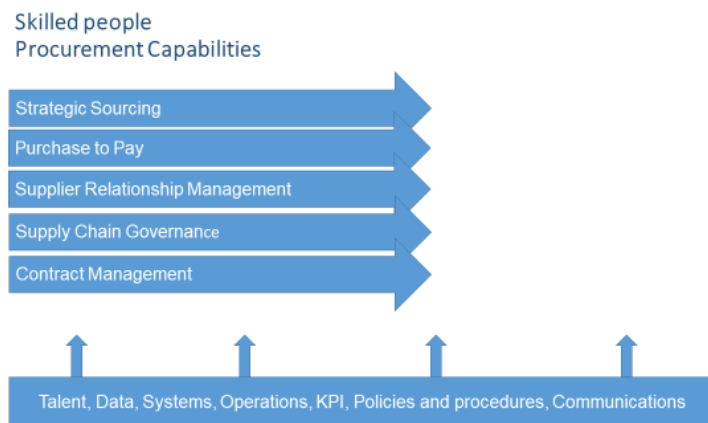 Skilled people
Procurement Capabilities
Strategic Sourcing
Purchase to Pay
Supplier Relationship Management
Supply Chain Governance
Contract Management
Talent, Data, Systems, Operations, KPI, Policies and procedures, Communications